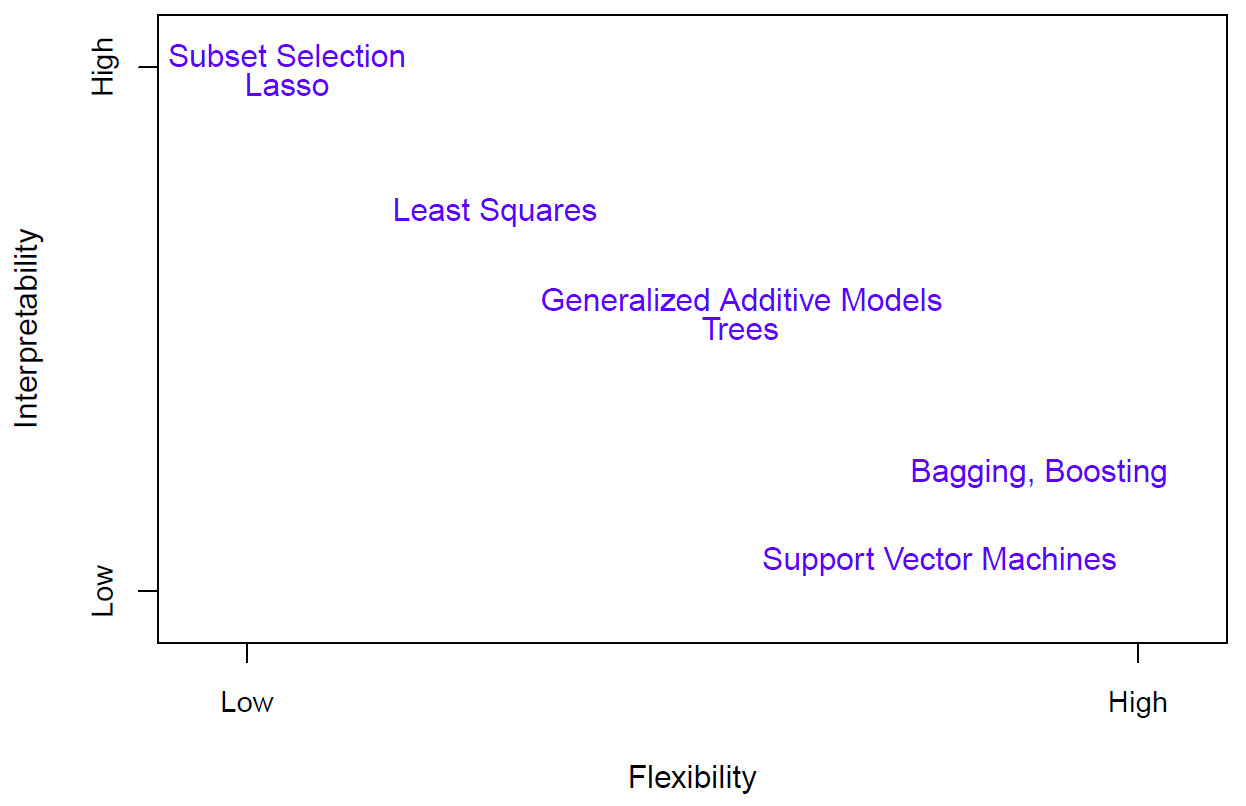 High
Subset Selection
Lasso
Least Squares
Interpretability
Generalized Additive Models
Trees
Bagging, Boosting
Support Vector Machines
Low
Low
High
Flexibility